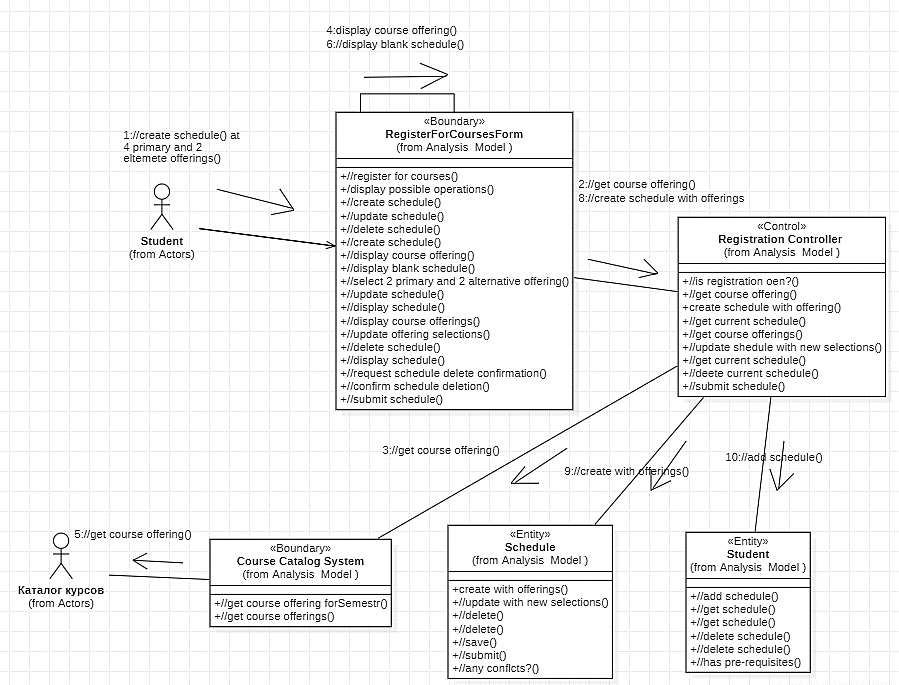 4:display course offering()
6://display blank schedule()
1://create schedule() at
4 primary and 2
eltemete offerings()
Student
(from Actors)
«Boundary»
RegisterForCoursesForm
(from Analysis Model )
+//register for courses()
+//display possible operations()
+//create schedule()
+//update schedule()
+//delete schedule()
+//create schedule()
+//display course offering()
+//display blank schedule()
+//select 2 primary and 2 alternative offering()
+//update schedule()
+//display schedule()
+//display course offerings()
+//update offering selections()
+//delete schedule()
+//display schedule()
+//request schedule delete confirmation()
+//confirm schedule deletion()
+//submit schedule()
2://get course offering()
8://create schedule with offerings
«Control»
Registration Controller
(from Analysis Model )
+//is registration oen?()
+//get course offering()
+create schedule with offering()
+//get current schedule()
+//get course offerings()
+//update shedule with new selections()
+//get current schedule()
+//deete current schedule()
+//submit schedule()
3://get course offering()
9://create with offerings()
10://add schedule()
5://get course offering()
Каталог курсов
(from Actors)
«Boundary»
Course Catalog System
(from Analysis Model )
+//get course offering forSemestr()
+//get course offerings()
«Entity»
Schedule
(from Analysis Model )
+create with offerings()
+//update with new selections()
+//delete()
+//delete()
+//save()
+//submit()
+//any conflcts?()
«Entity»
Student
(from Analysis Model )
+//add schedule()
+//get schedule()
+//get schedule()
+//delete schedule()
+//delete schedule()
+//has pre-requisites()